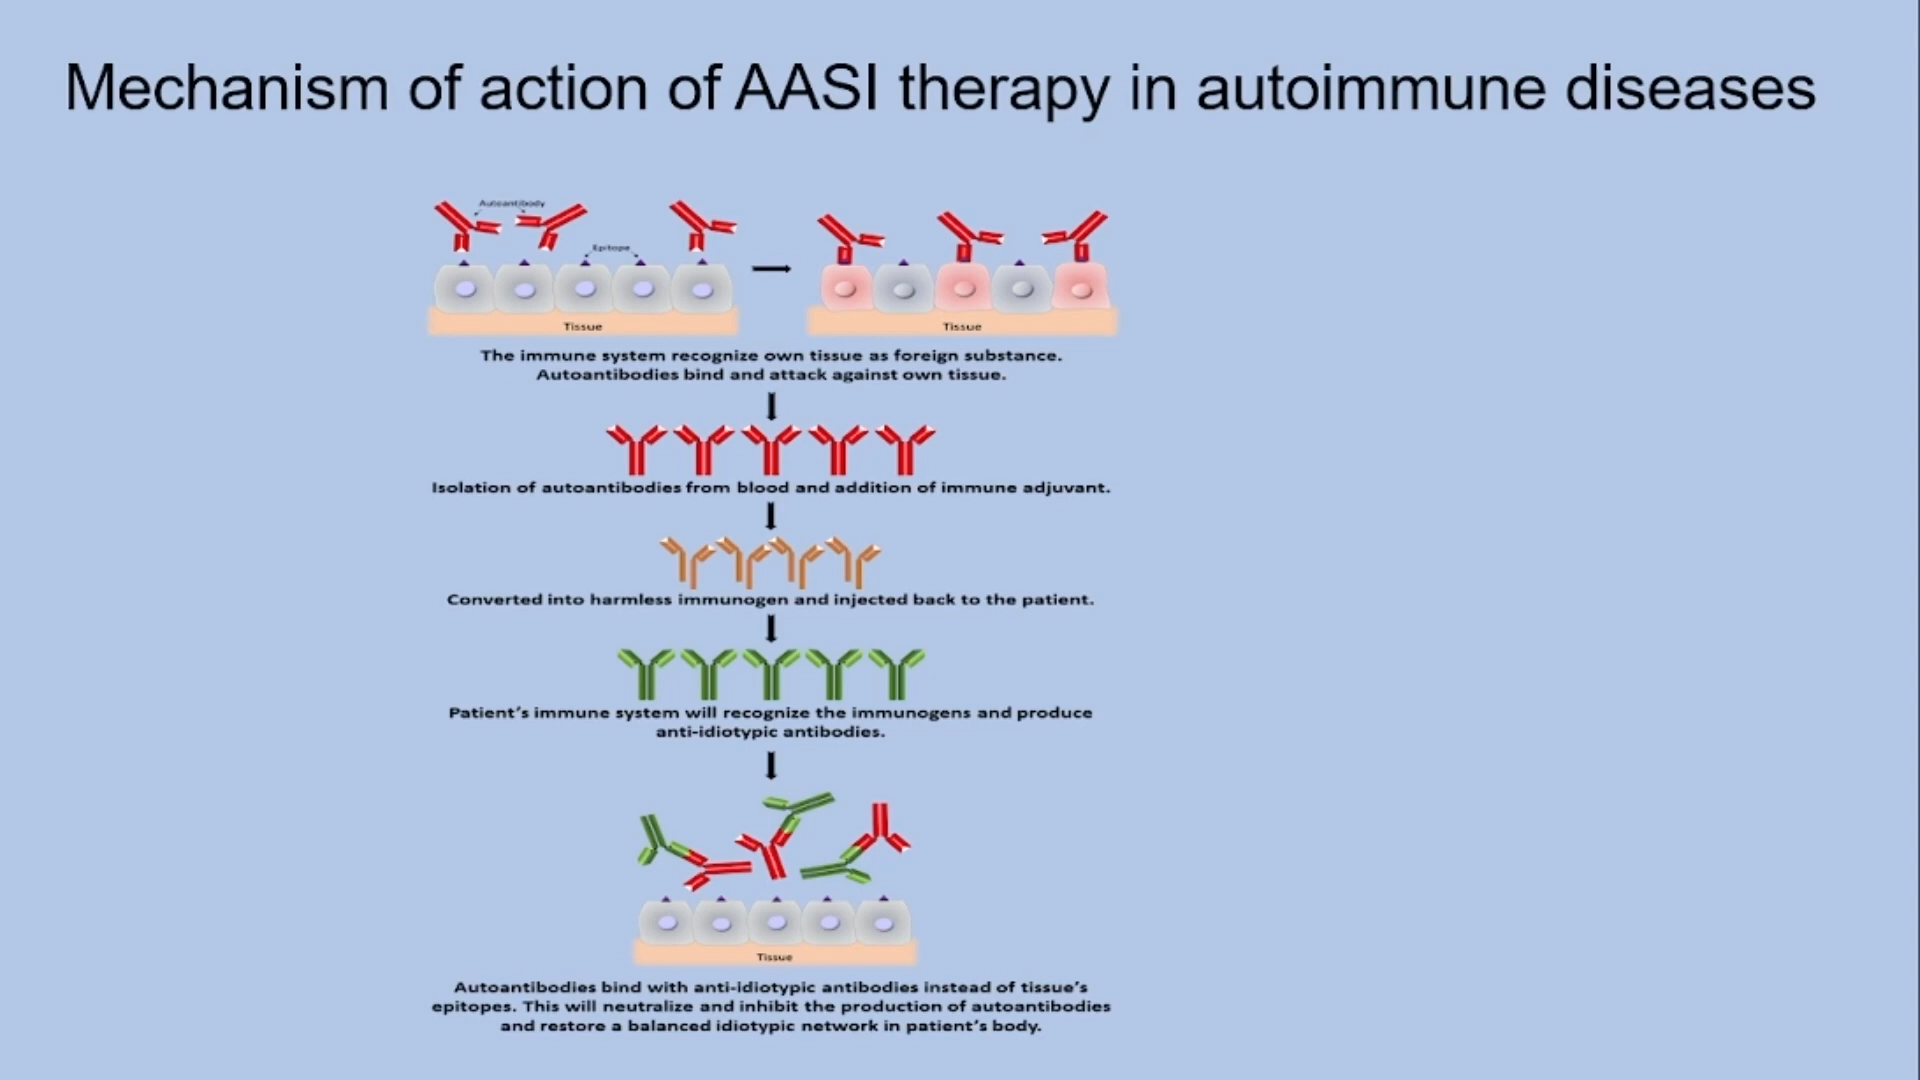 Mechanism of action of AASI therapy in autoimmune diseases
Autoantibody
Epitope
Tissue
Tissue
The immune system recognize own tissue as foreign substance.
Autoantibodies bind and attack against own tissue.
Isolation of autoantibodies from blood and addition of immune adjuvant.
Converted into harmless immunogen and injected back to the patient.
Patient's immune system will recognize the immunogens and produce
anti-idiotypic antibodies.
Tissue
Autoantibodies bind with anti-idiotypic antibodies instead of tissue's
epitopes. This will neutralize and inhibit the production of autoantibodies
and restore a balanced idiotypic network in patient's body.